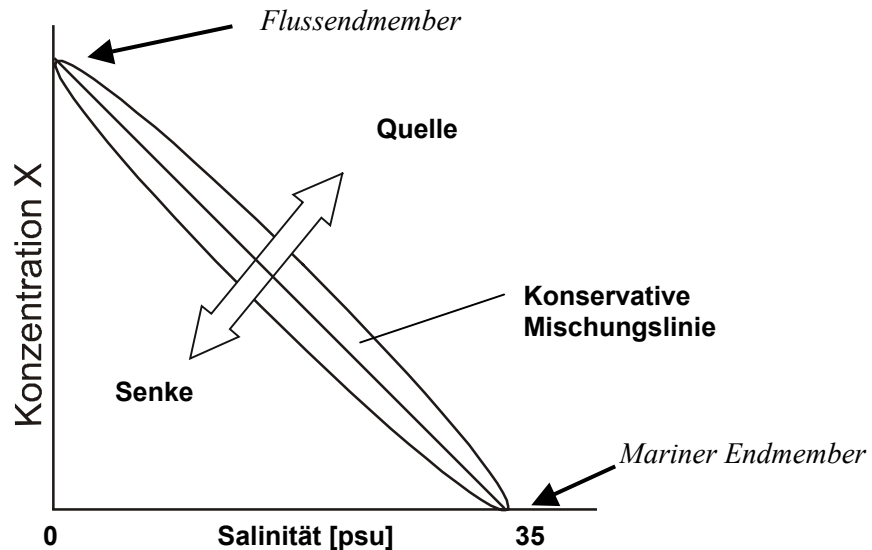 Flussendmember
Quelle
Konzentration X
Konservative
Mischungslinie
Senke
Mariner Endmember
0
Salinität [psu]
35